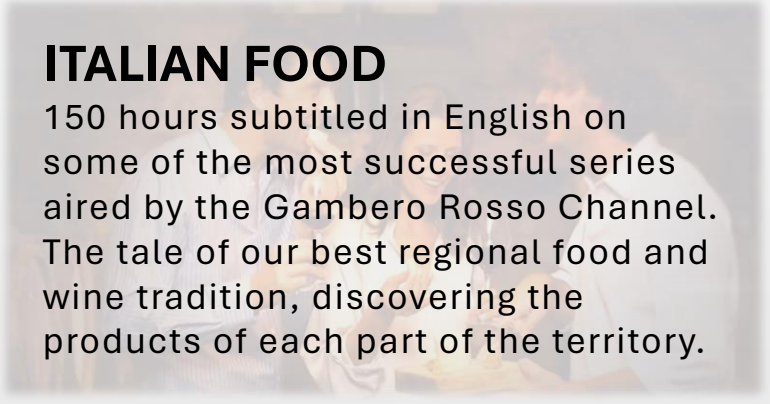 ITALIAN FOOD
150 hours subtitled in English on
some of the most successful series
aired by the Gambero Rosso Channel.
The tale of our best regional food and
wine tradition, discovering the
products of each part of the territory.